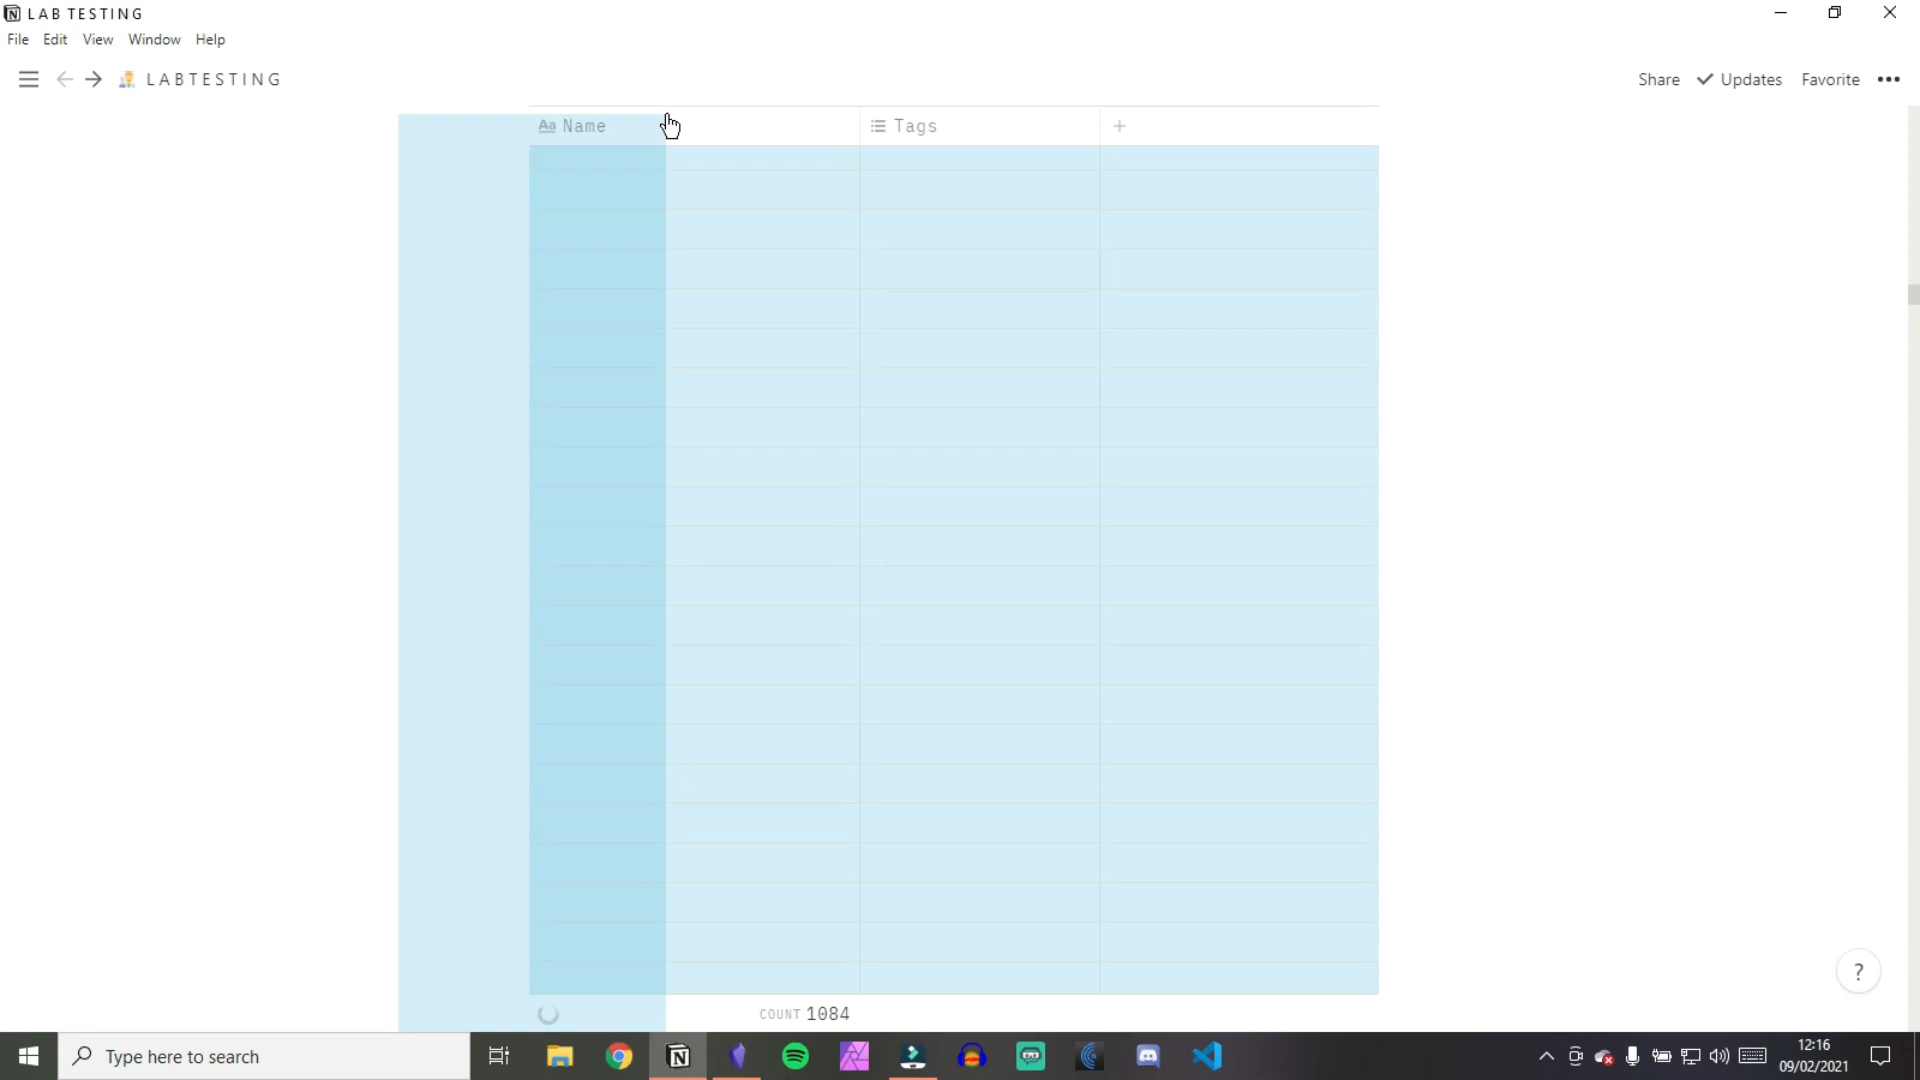 LAB TESTING
File Edit View Window Help
LABTESTING
Share Updates Favorite
Aa Name Tags
COUNT 1084
?
Type here to search
12:16
09/02/2021